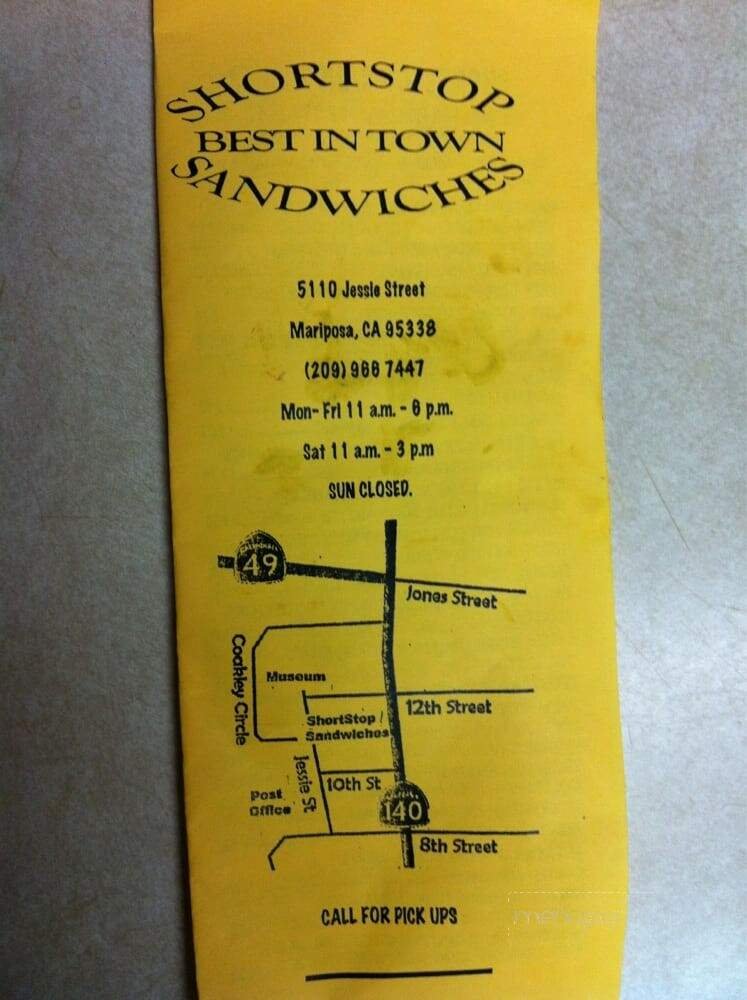 SHORTSTOP
BEST IN TOWN
SANDWICHES
5110 Jessie Street
Mariposa, CA 95338
(209) 966 7447
Mon- Fri 11 a.m. - 6 p.m.
Sat 11 a.m. - 3 p.m
SUN CLOSED.
CALIFORNIA
49
Jones Street
Coakley Circle
Museum
12th Street
ShortStop /
Sandwiches
Jessie St
10th St
Post
Office
140
8th Street
CALL FOR PICK UPS